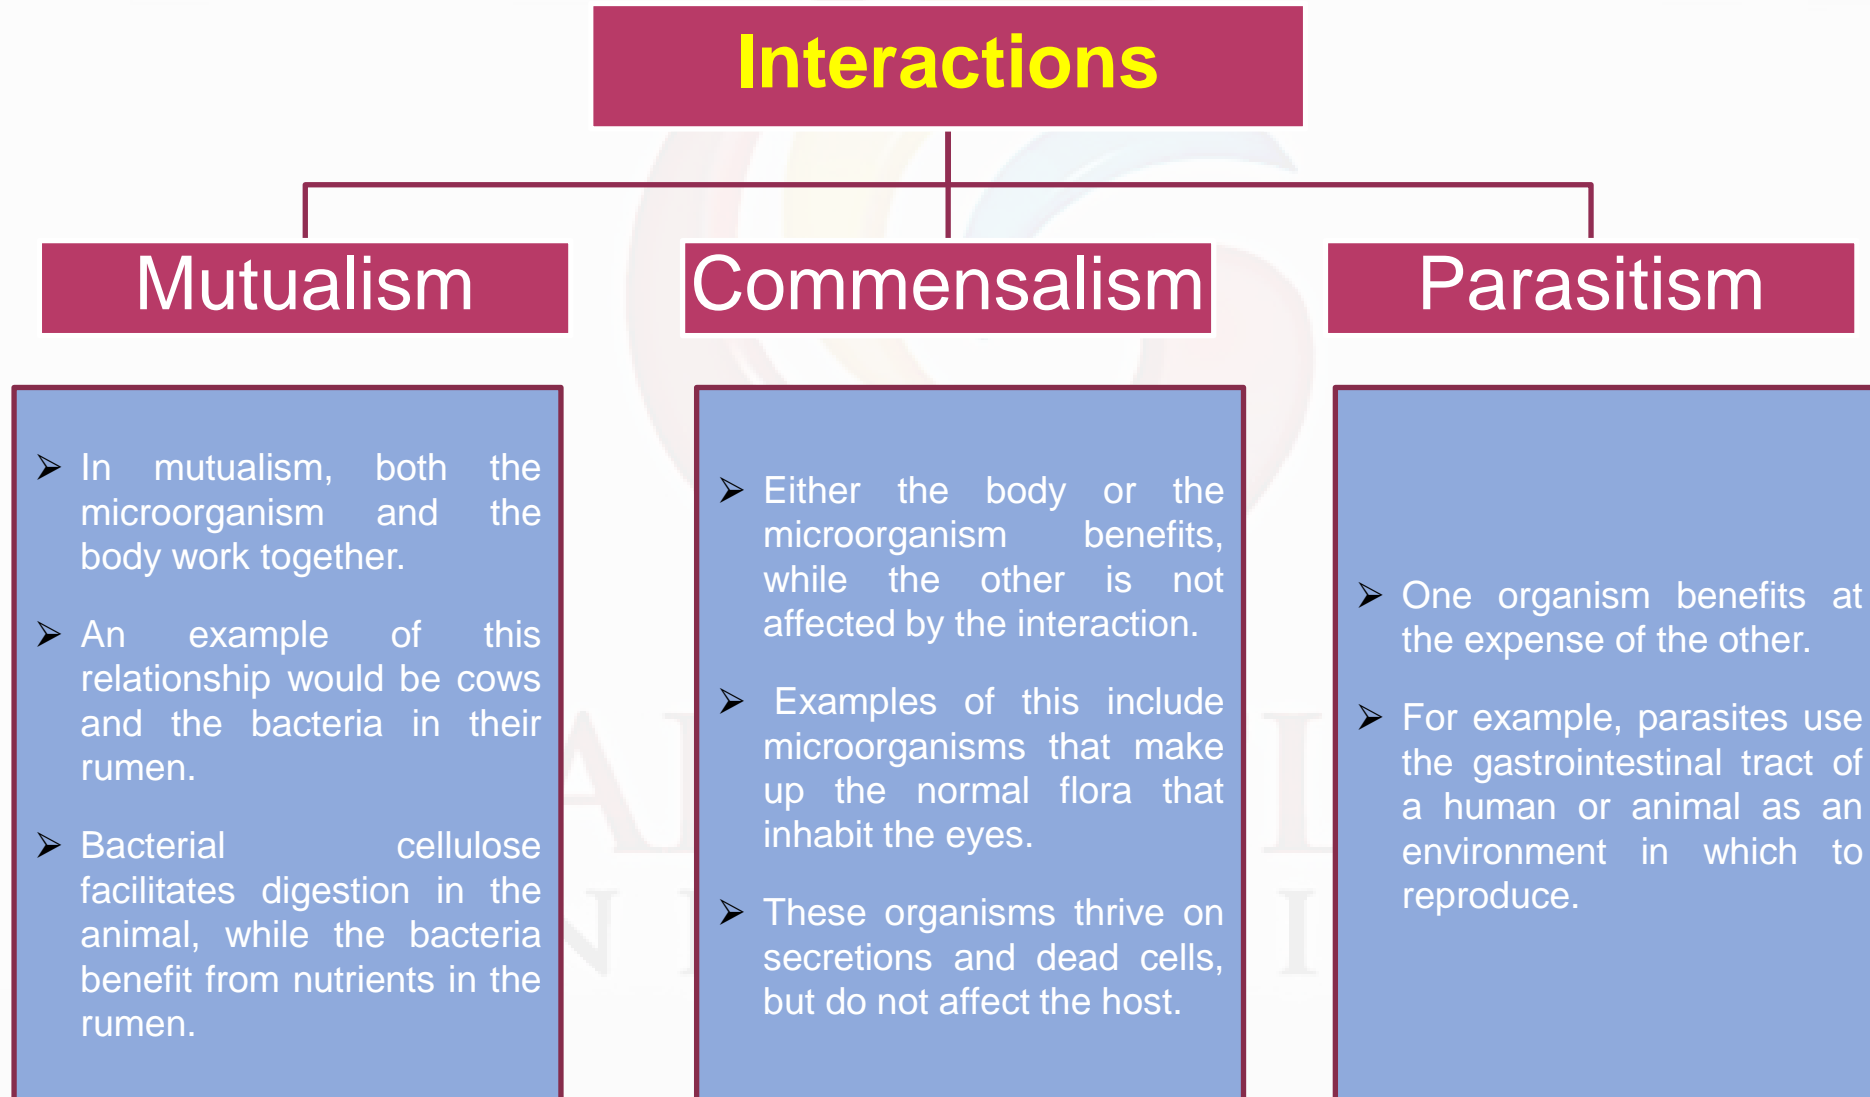 Interactions
Mutualism
Commensalism
Parasitism
➢ In mutualism, both the
microorganism and the
body work together.
➢ An example of this
relationship would be cows
and the bacteria in their
rumen.
➢ Bacterial cellulose
facilitates digestion in the
animal, while the bacteria
benefit from nutrients in the
rumen.
➢ Either the body or the
microorganism benefits,
while the other is not
affected by the interaction.
➢ Examples of this include
microorganisms that make
up the normal flora that
inhabit the eyes.
➢ These organisms thrive on
secretions and dead cells,
but do not affect the host.
➢ One organism benefits at
the expense of the other.
➢ For example, parasites use
the gastrointestinal tract of
a human or animal as an
environment in which to
reproduce.